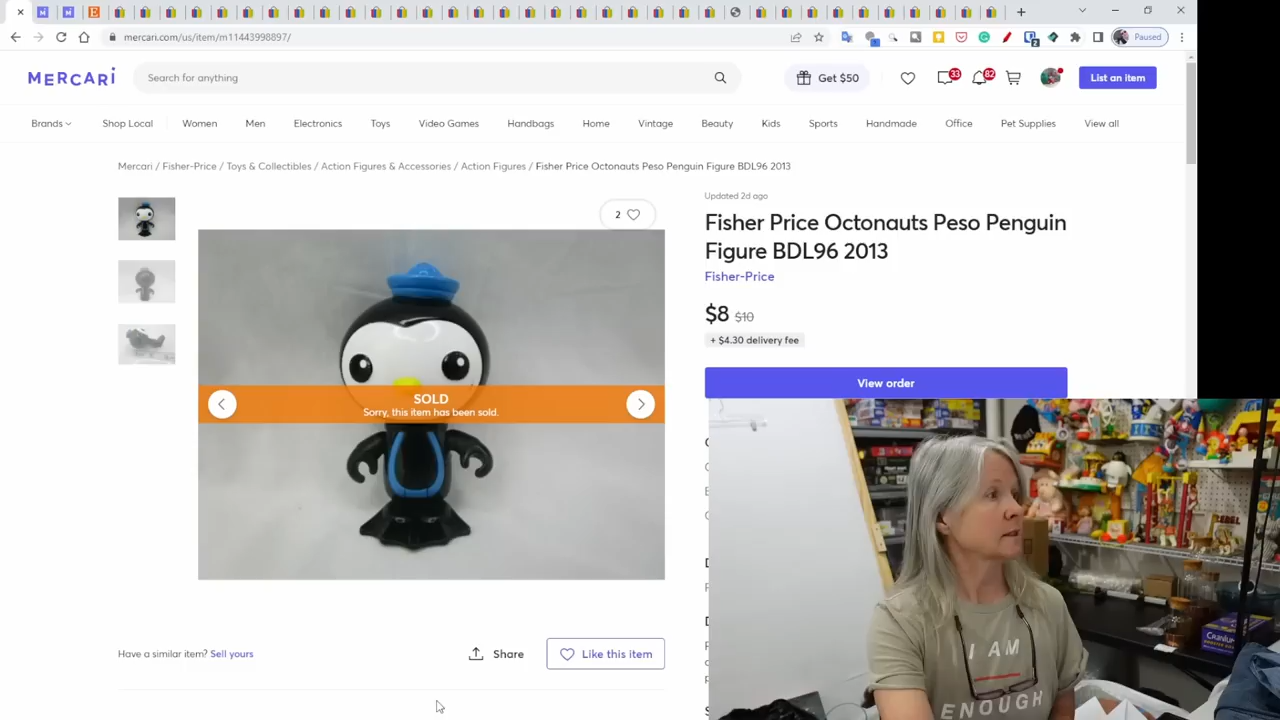 mercari.com/us/item/m11443998897/
Paused
MERCARI
Search for anything
Get $50
33
82
List an item
Brands
Shop Local
Women
Men
Electronics
Toys
Video Games
Handbags
Home
Vintage
Beauty
Kids
Sports
Handmade
Office
Pet Supplies
View all
Mercari / Fisher-Price / Toys & Collectibles / Action Figures & Accessories / Action Figures / Fisher Price Octonauts Peso Penguin Figure BDL96 2013
2
SOLD
Sorry, this item has been sold.
Updated 2d ago
Fisher Price Octonauts Peso Penguin
Figure BDL96 2013
Fisher-Price
$8 $10
+ $4.30 delivery fee
View order
Have a similar item? Sell yours
Share
Like this item
I AM
ENOUGH
CRANIUM